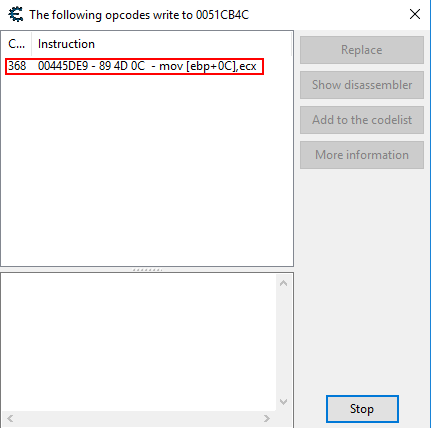 The following opcodes write to 0051CB4C
C... Instruction
368 00445DE9 - 89 4D 0C - mov [ebp+0C],ecx
Replace
Show disassembler
Add to the codelist
More information
Stop